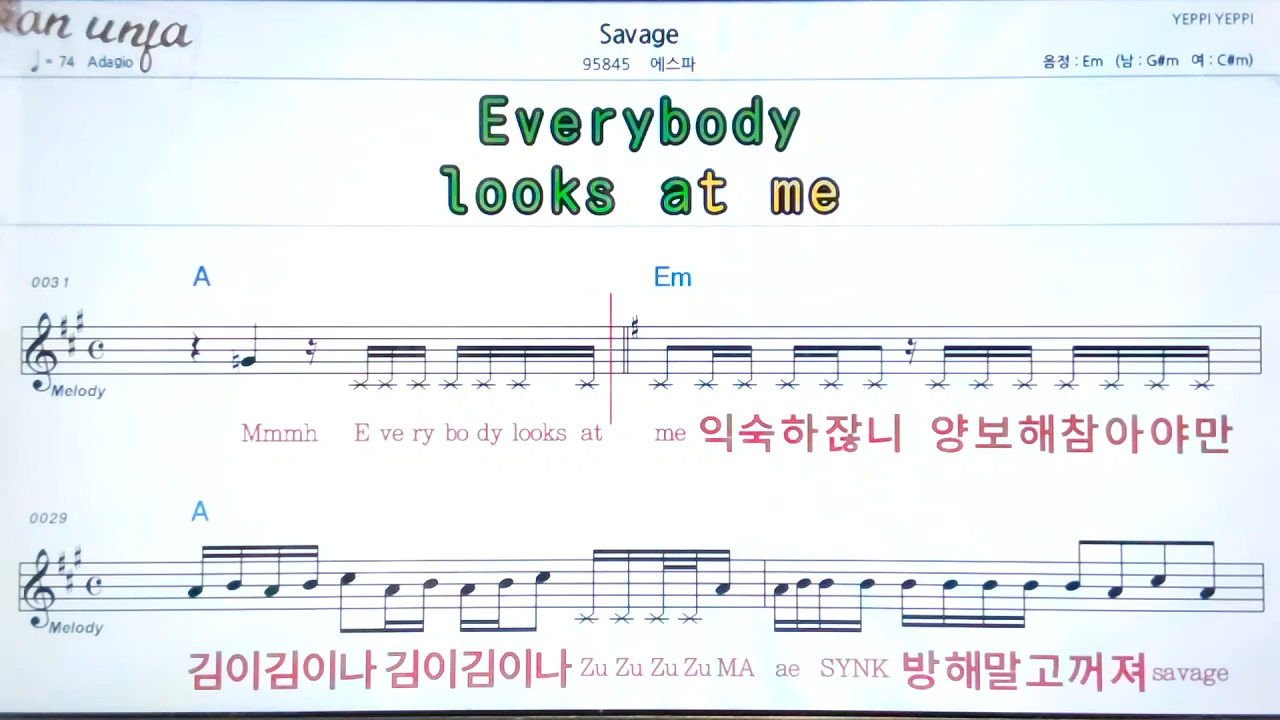 an unfa
Savage
YEPPI YEPPI
♩ = 74 Adagio
95845 에스파
음정 : Em (남 : G#m 여 : C#m)
Everybody
looks at me
0031
A Em
Melody
Mmmh E ve ry bo dy looks at me 익숙하잖니 양보해참아야만
0029
A
Melody
김이김이나 김이김이나 Zu Zu Zu Zu MA ae SYNK 방해말고꺼져 savage